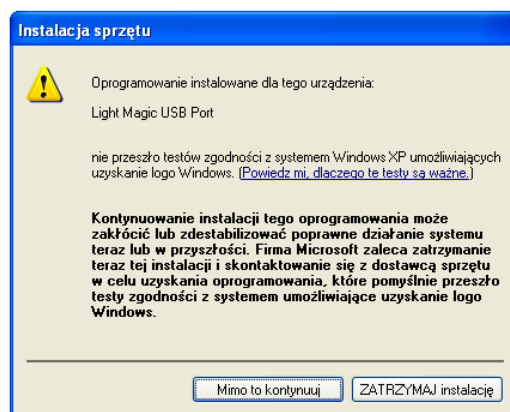 Instalacja sprzętu
Oprogramowanie instalowane dla tego urządzenia:
Light Magic USB Port
nie przeszło testów zgodności z systemem Windows XP umożliwiających
uzyskanie logo Windows. (Powiedz mi, dlaczego te testy są ważne.)
Kontynuowanie instalacji tego oprogramowania może
zakłócić lub zdestabilizować poprawne działanie systemu
teraz lub w przyszłości. Firma Microsoft zaleca zatrzymanie
teraz tej instalacji i skontaktowanie się z dostawcą sprzętu
w celu uzyskania oprogramowania, które pomyślnie przeszło
testy zgodności z systemem umożliwiające uzyskanie logo
Windows.
Mimo to kontynuuj ZATRZYMAJ instalację